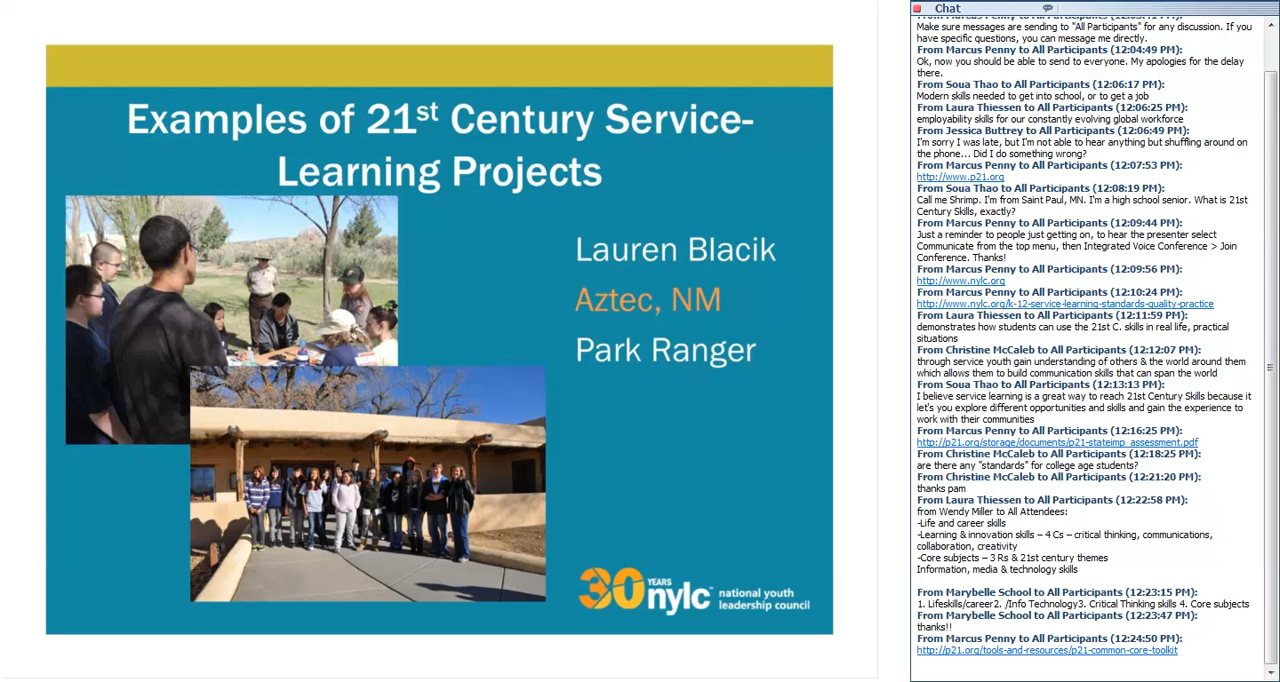 Examples of 21st Century Service-
Learning Projects
Lauren Blacik
Aztec, NM
Park Ranger
30 YEARS
nylc™
national youth
leadership council
Chat
From Marcus Penny to All Participants
Make sure messages are sending to "All Participants" for any discussion. If you
have specific questions, you can message me directly.
From Marcus Penny to All Participants (12:04:49 PM):
Ok, now you should be able to send to everyone. My apologies for the delay
there.
From Soua Thao to All Participants (12:06:17 PM):
Modern skills needed to get into school, or to get a job
From Laura Thiessen to All Participants (12:06:25 PM):
employability skills for our constantly evolving global workforce
From Jessica Buttrey to All Participants (12:06:49 PM):
I'm sorry I was late, but I'm not able to hear anything but shuffling around on
the phone... Did I do something wrong?
From Marcus Penny to All Participants (12:07:53 PM):
http://www.p21.org
From Soua Thao to All Participants (12:08:19 PM):
Call me Shrimp. I'm from Saint Paul, MN. I'm a high school senior. What is 21st
Century Skills, exactly?
From Marcus Penny to All Participants (12:09:44 PM):
Just a reminder to people just getting on, to hear the presenter select
Communicate from the top menu, then Integrated Voice Conference > Join
Conference. Thanks!
From Marcus Penny to All Participants (12:09:56 PM):
http://www.nylc.org
From Marcus Penny to All Participants (12:10:24 PM):
http://www.nylc.org/k-12-service-learning-standards-quality-practice
From Laura Thiessen to All Participants (12:11:59 PM):
demonstrates how students can use the 21st C. skills in real life, practical
situations
From Christine McCaleb to All Participants (12:12:07 PM):
through service youth gain understanding of others & the world around them
which allows them to build communication skills that can span the world
From Soua Thao to All Participants (12:13:13 PM):
I believe service learning is a great way to reach 21st Century Skills because it
let's you explore different opportunities and skills and gain the experience to
work with their communities
From Marcus Penny to All Participants (12:16:25 PM):
http://p21.org/storage/documents/p21-stateimp_assessment.pdf
From Christine McCaleb to All Participants (12:18:25 PM):
are there any "standards" for college age students?
From Christine McCaleb to All Participants (12:21:20 PM):
thanks pam
From Laura Thiessen to All Participants (12:22:58 PM):
from Wendy Miller to All Attendees:
-Life and career skills
-Learning & innovation skills – 4 Cs – critical thinking, communications,
collaboration, creativity
-Core subjects – 3 Rs & 21st century themes
Information, media & technology skills
From Marybelle School to All Participants (12:23:15 PM):
1. Lifeskills/career2. /Info Technology3. Critical Thinking skills 4. Core subjects
From Marybelle School to All Participants (12:23:47 PM):
thanks!!
From Marcus Penny to All Participants (12:24:50 PM):
http://p21.org/tools-and-resources/p21-common-core-toolkit